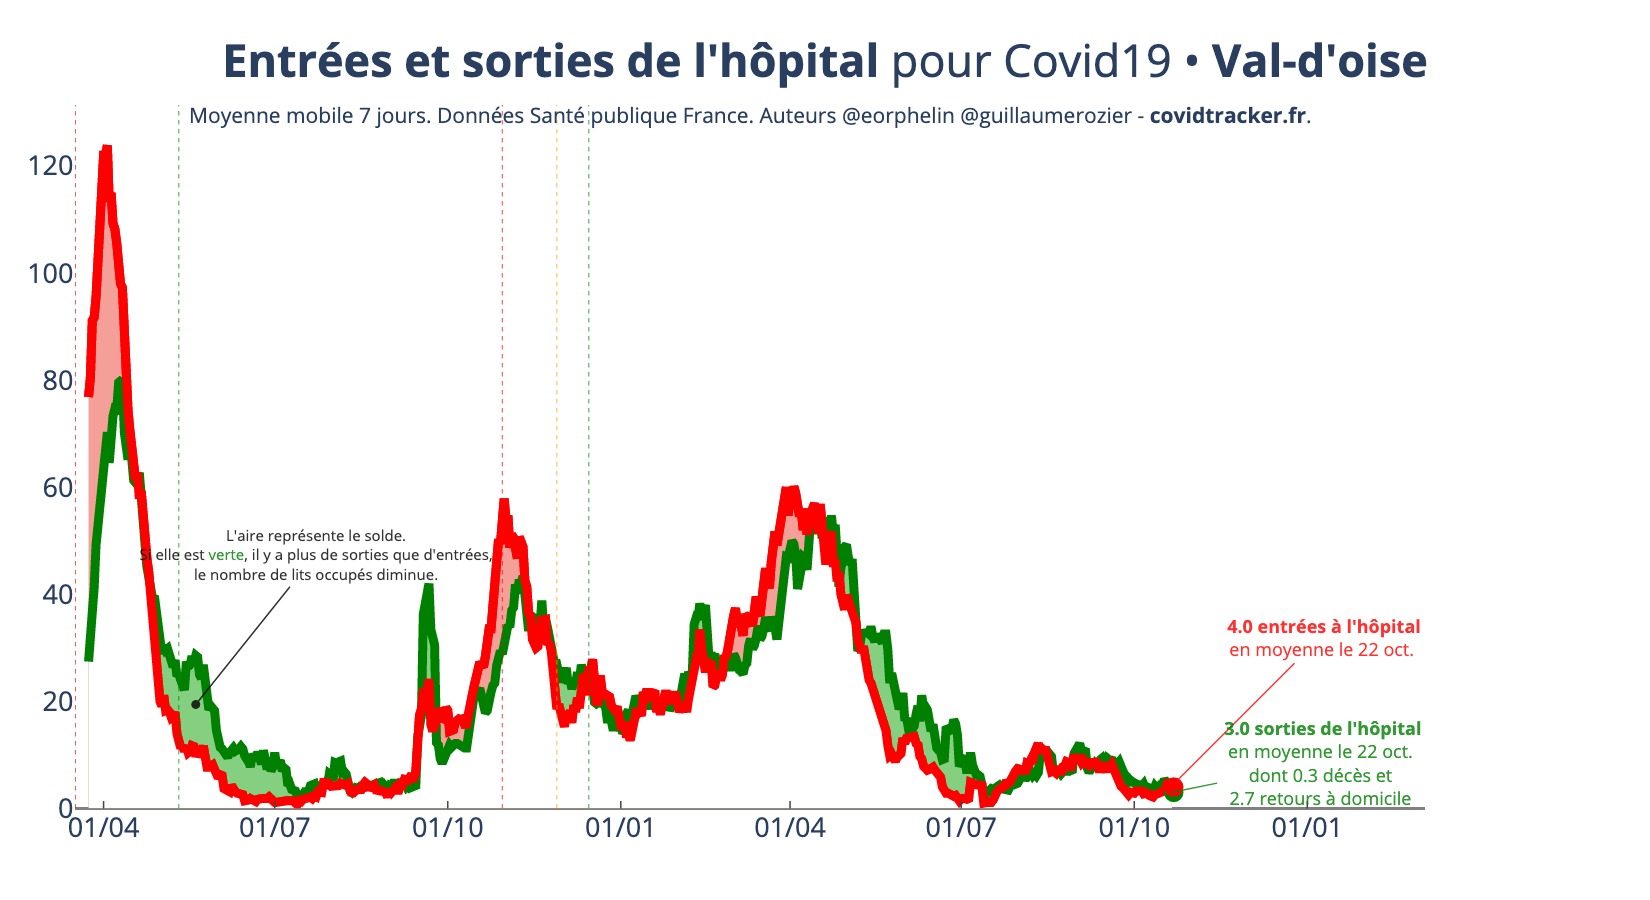 Entrées et sorties de l'hôpital pour Covid19 • Val-d'oise
Moyenne mobile 7 jours. Données Santé publique France. Auteurs @eorphelin @guillaumerozier - covidtracker.fr.
120
100
80
60
40
20
0
L'aire représente le solde.
Si elle est verte, il y a plus de sorties que d'entrées,
le nombre de lits occupés diminue.
4.0 entrées à l'hôpital
en moyenne le 22 oct.
3.0 sorties de l'hôpital
en moyenne le 22 oct.
dont 0.3 décès et
2.7 retours à domicile
01/04 01/07 01/10 01/01 01/04 01/07 01/10 01/01